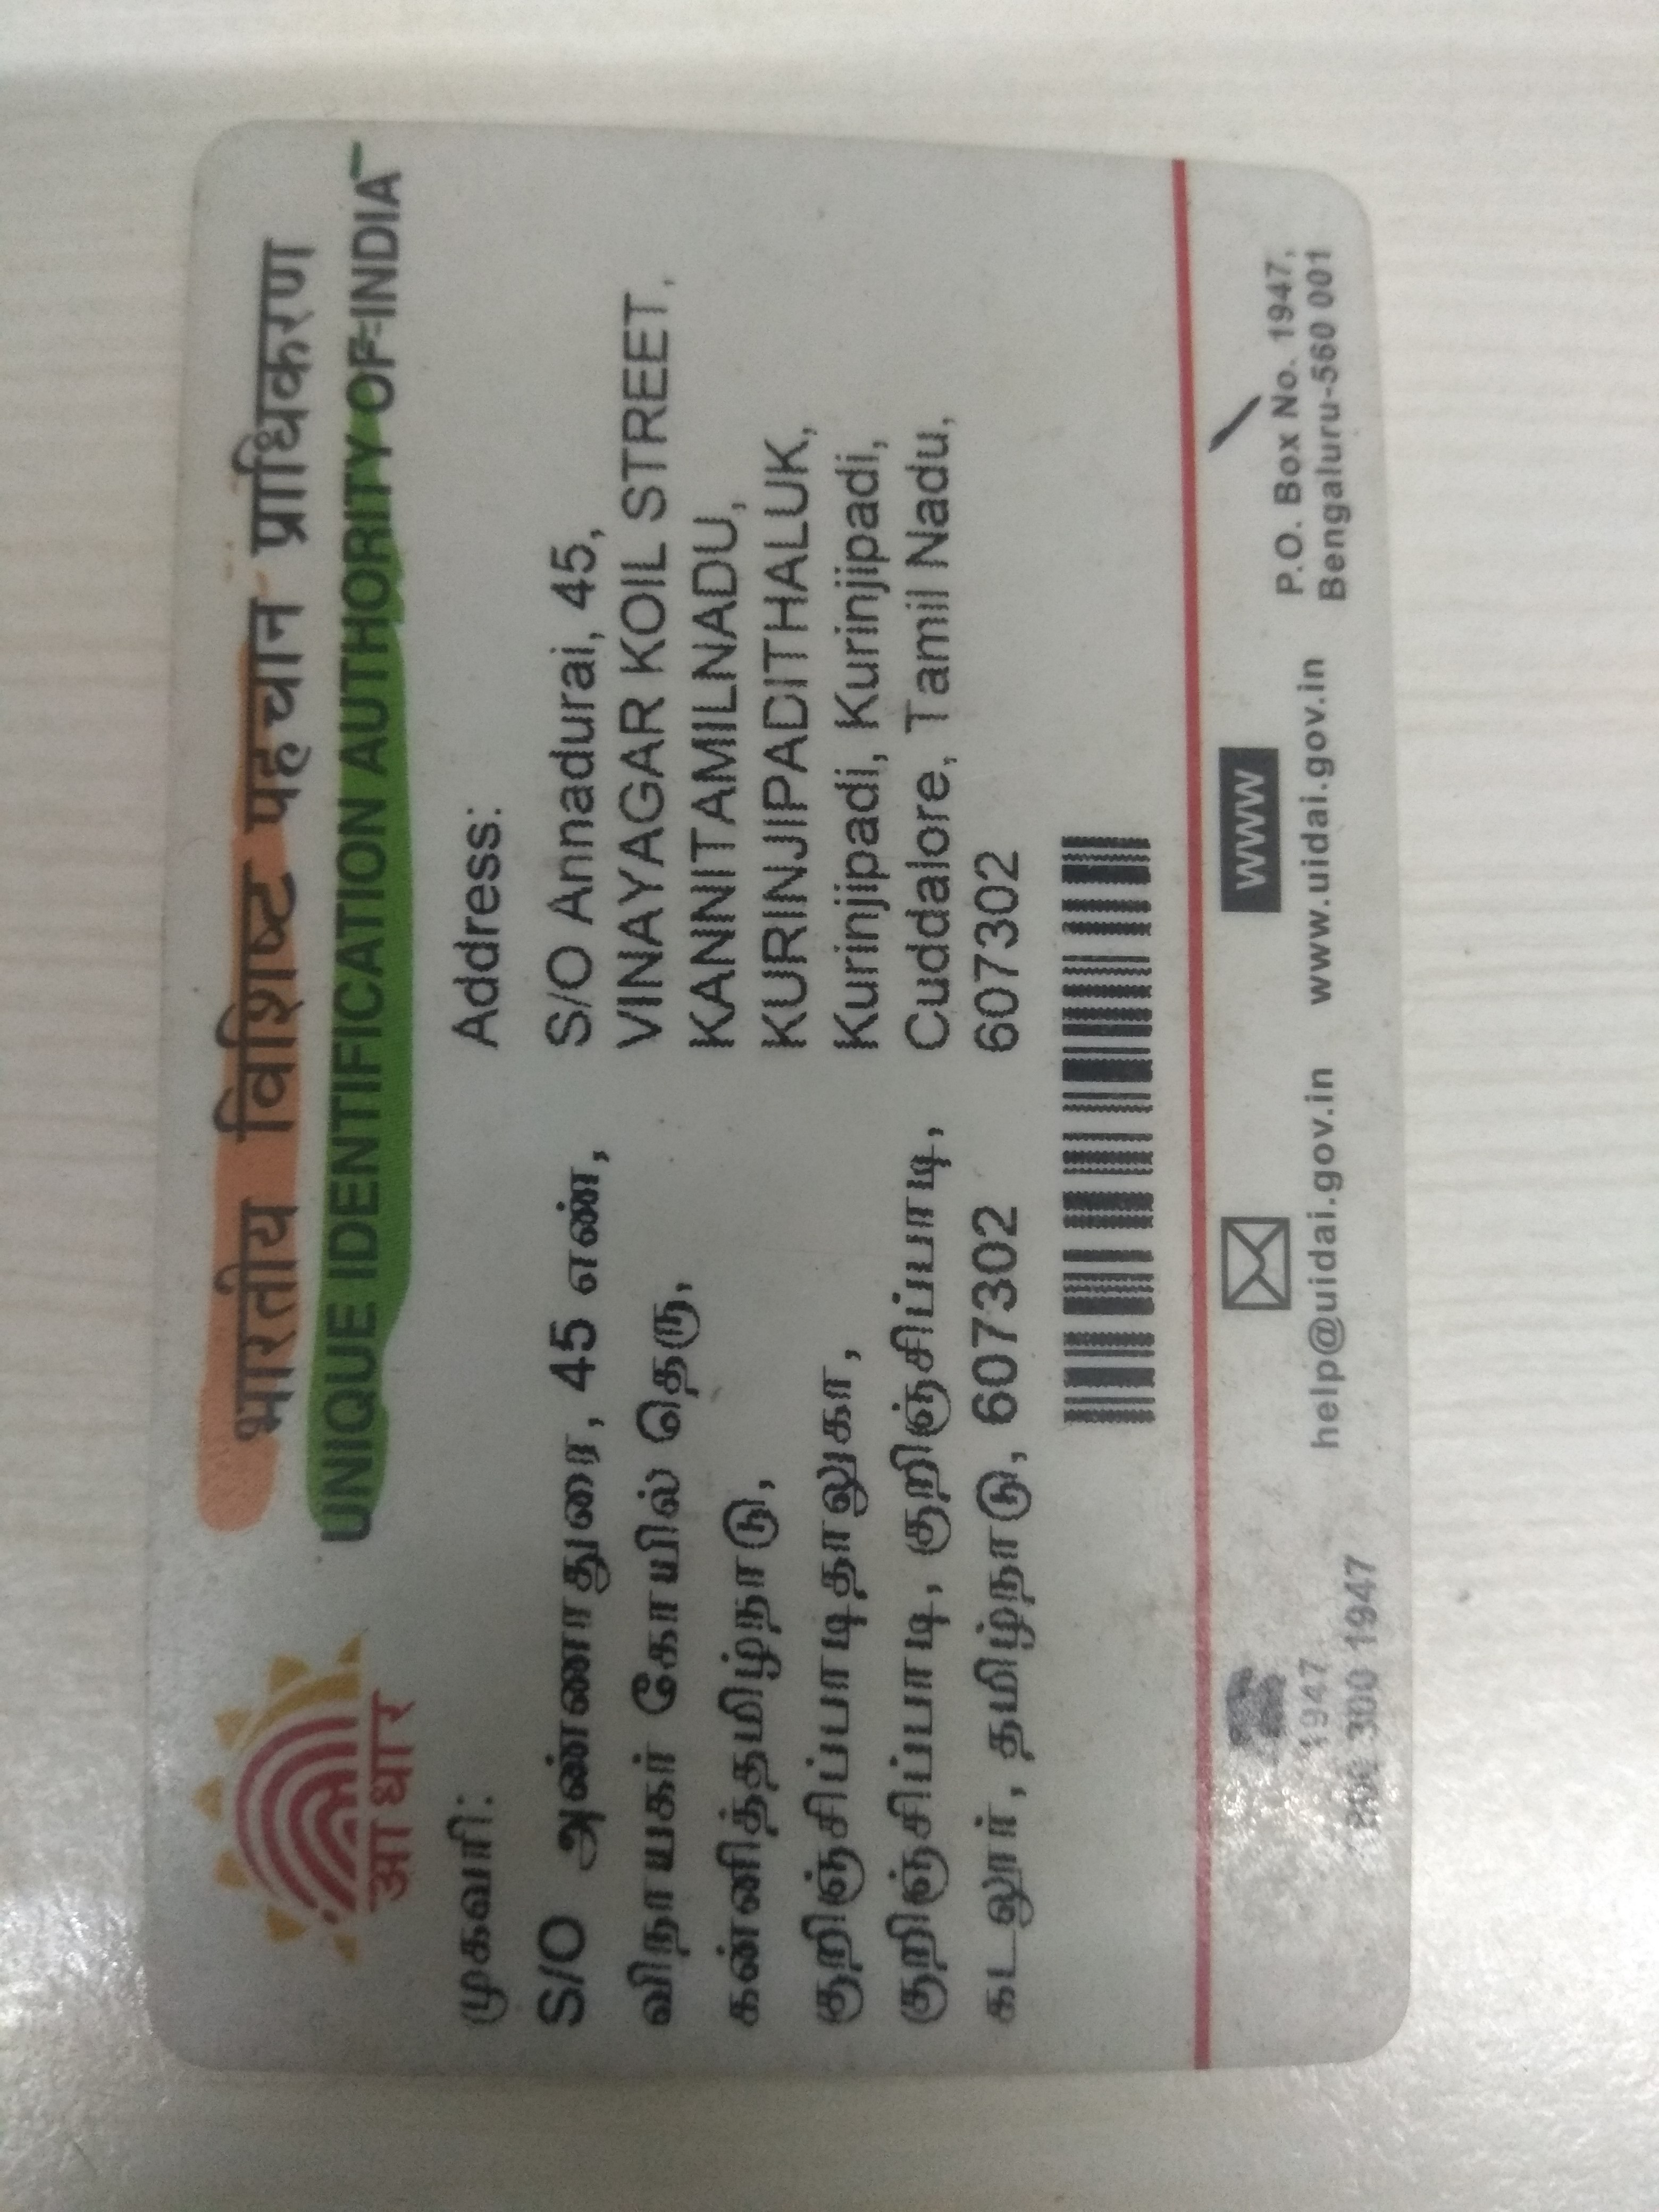 भारतीय विशिष्ट पहचान प्राधिकरण
UNIQUE IDENTIFICATION AUTHORITY OF INDIA
आधार
முகவரி:
S/O அண்ணாதுரை, 45 எண்,
விநாயகர் கோயில் தெரு,
கன்னித்தமிழ்நாடு,
குறிஞ்சிப்பாடிதாலுகா,
குறிஞ்சிப்பாடி, குறிஞ்சிப்பாடி,
கடலூர், தமிழ்நாடு, 607302
Address:
S/O Annadurai, 45,
VINAYAGAR KOIL STREET,
KANNITAMILNADU,
KURINJIPADITHALUK,
Kurinjipadi, Kurinjipadi,
Cuddalore, Tamil Nadu,
607302
1947
300 1947
help@uidai.gov.in
WWW
www.uidai.gov.in
P.O. Box No. 1947,
Bengaluru-560 001